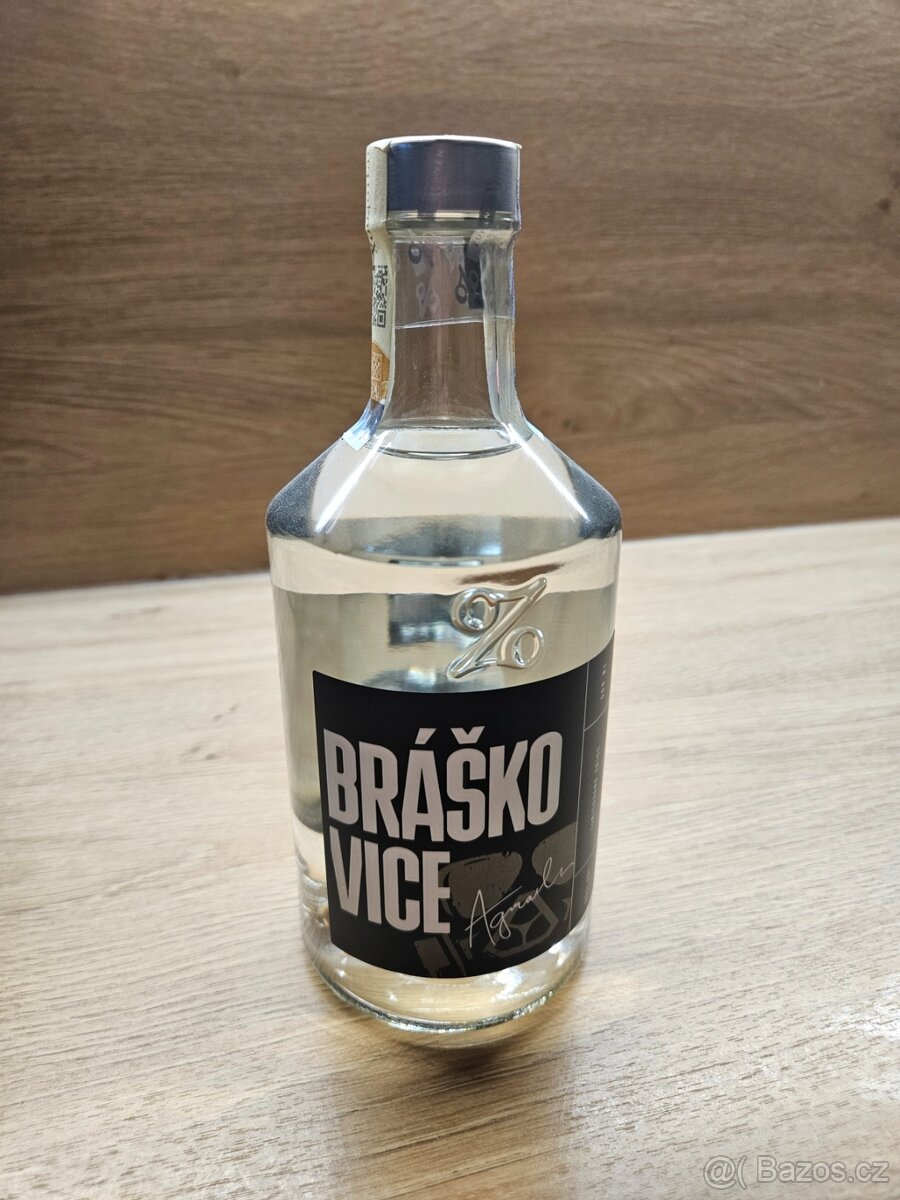 %
BRÁŠKO
VICE
@( Bazos.cz